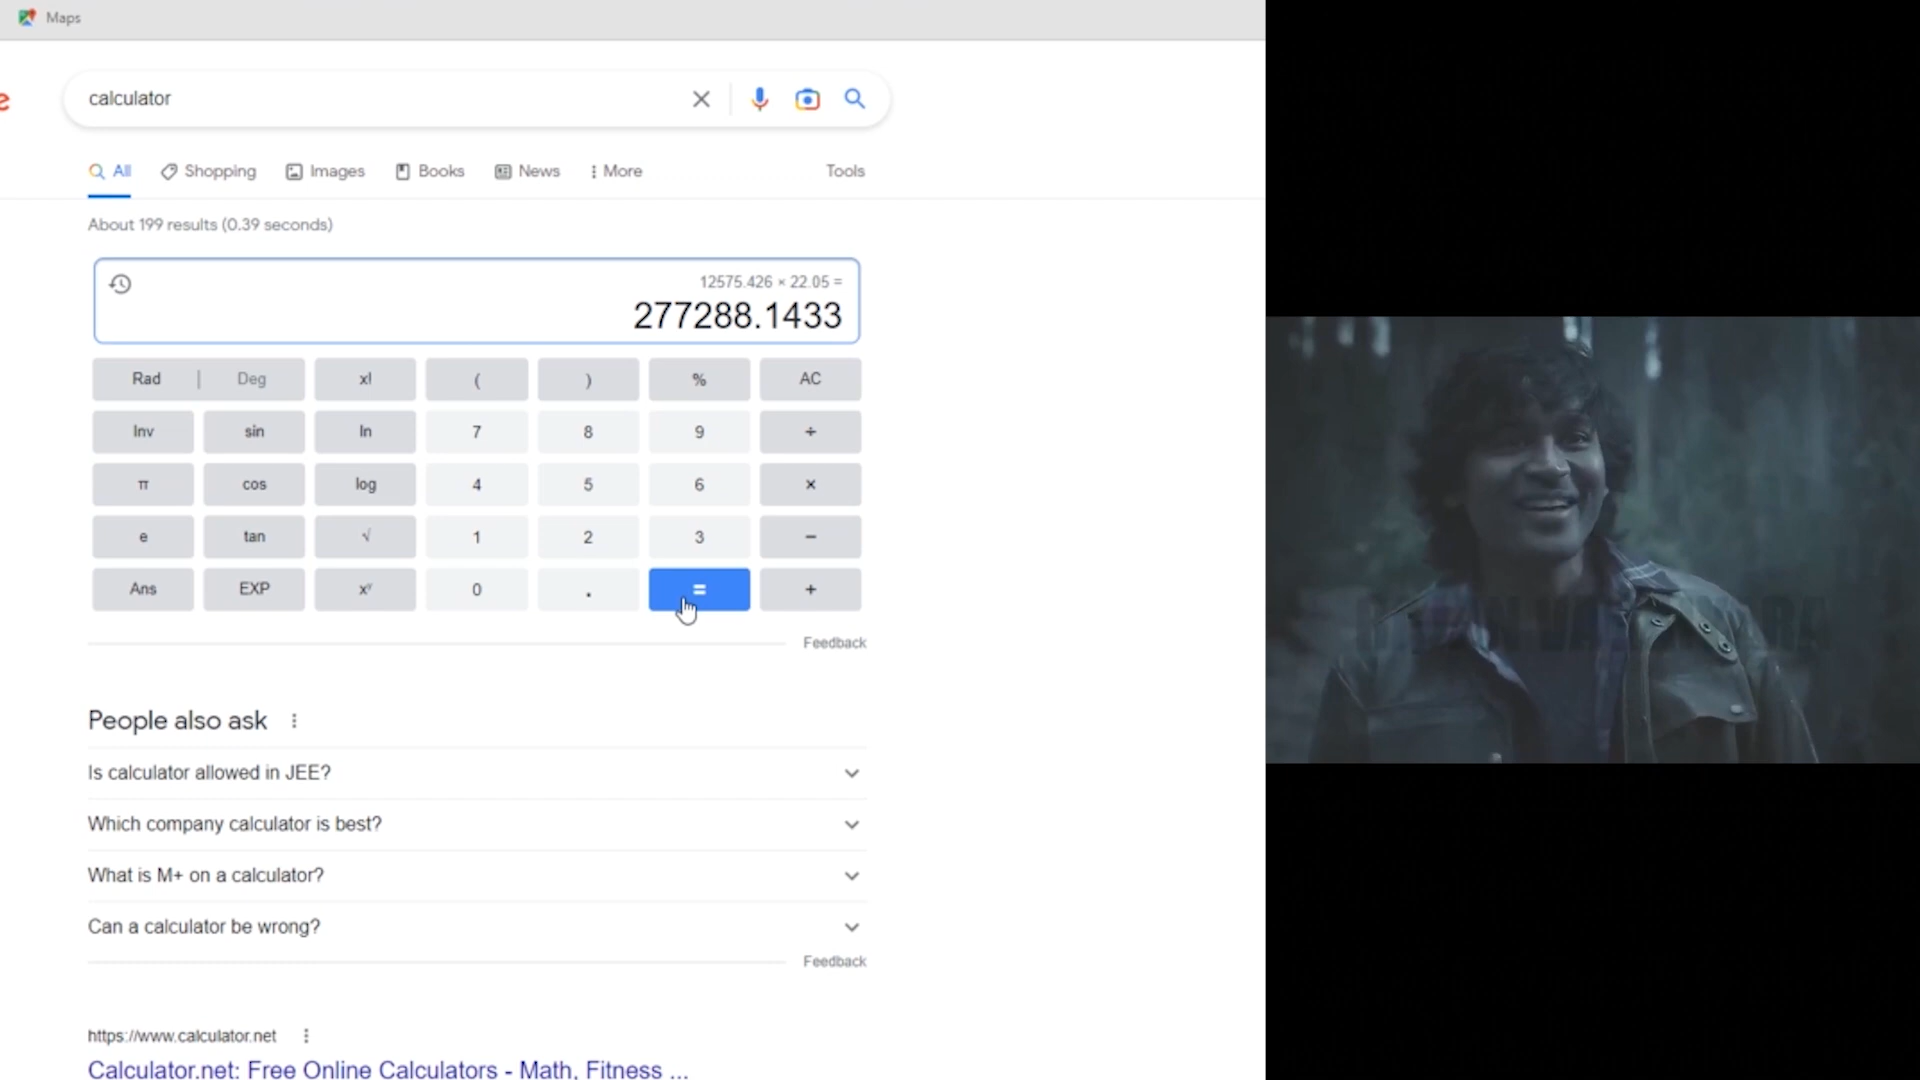 Maps
e
calculator
All Shopping Images Books News More Tools
About 199 results (0.39 seconds)
12575.426 × 22.05 =
277288.1433
Rad | Deg x! ( ) % AC
Inv sin ln 7 8 9 ÷
π cos log 4 5 6 ×
e tan √ 1 2 3 −
Ans EXP xʸ 0 . = +
Feedback
People also ask
Is calculator allowed in JEE?
Which company calculator is best?
What is M+ on a calculator?
Can a calculator be wrong?
Feedback
https://www.calculator.net
Calculator.net: Free Online Calculators - Math, Fitness ...